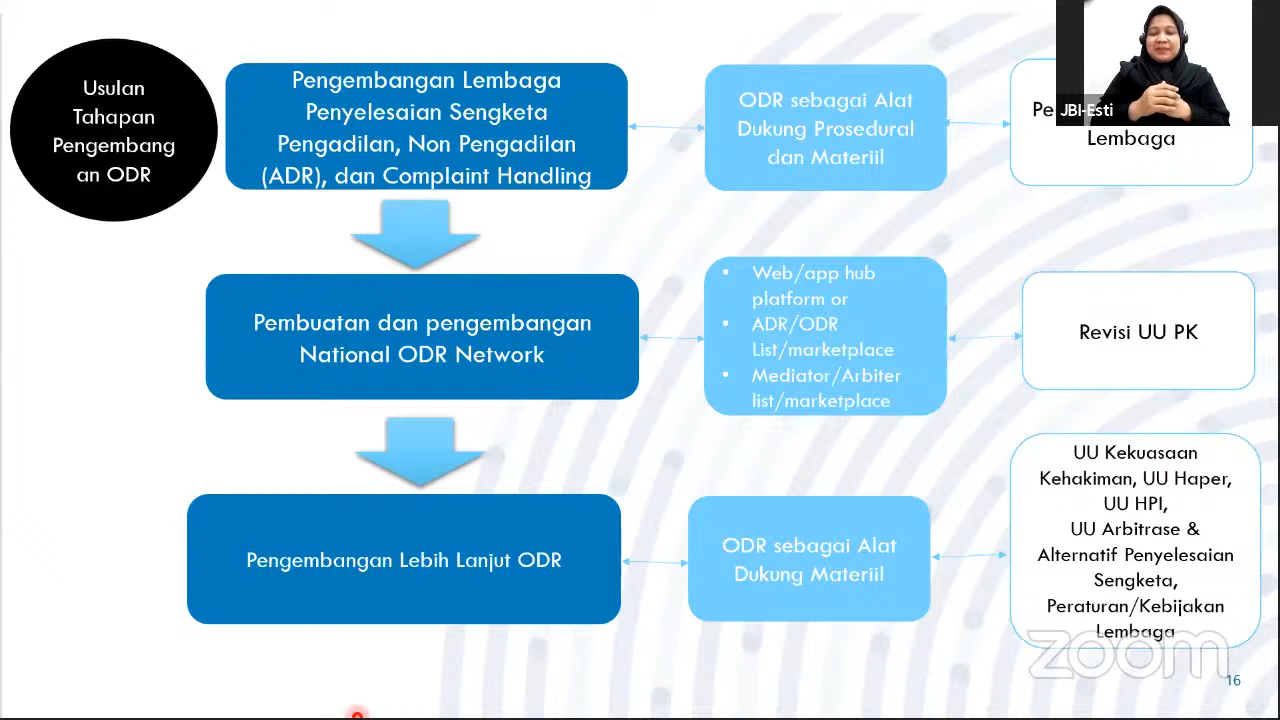 Usulan
Tahapan
Pengembang
an ODR
Pengembangan Lembaga
Penyelesaian Sengketa
Pengadilan, Non Pengadilan
(ADR), dan Complaint Handling
ODR sebagai Alat
Dukung Prosedural
dan Materiil
Lembaga
JBI-Esti
Pembuatan dan pengembangan
National ODR Network
• Web/app hub
platform or
• ADR/ODR
List/marketplace
• Mediator/Arbiter
list/marketplace
Revisi UU PK
Pengembangan Lebih Lanjut ODR
ODR sebagai Alat
Dukung Materiil
UU Kekuasaan
Kehakiman, UU Haper,
UU HPI,
UU Arbitrase &
Alternatif Penyelesaian
Sengketa,
Peraturan/Kebijakan
Lembaga
zoom
16